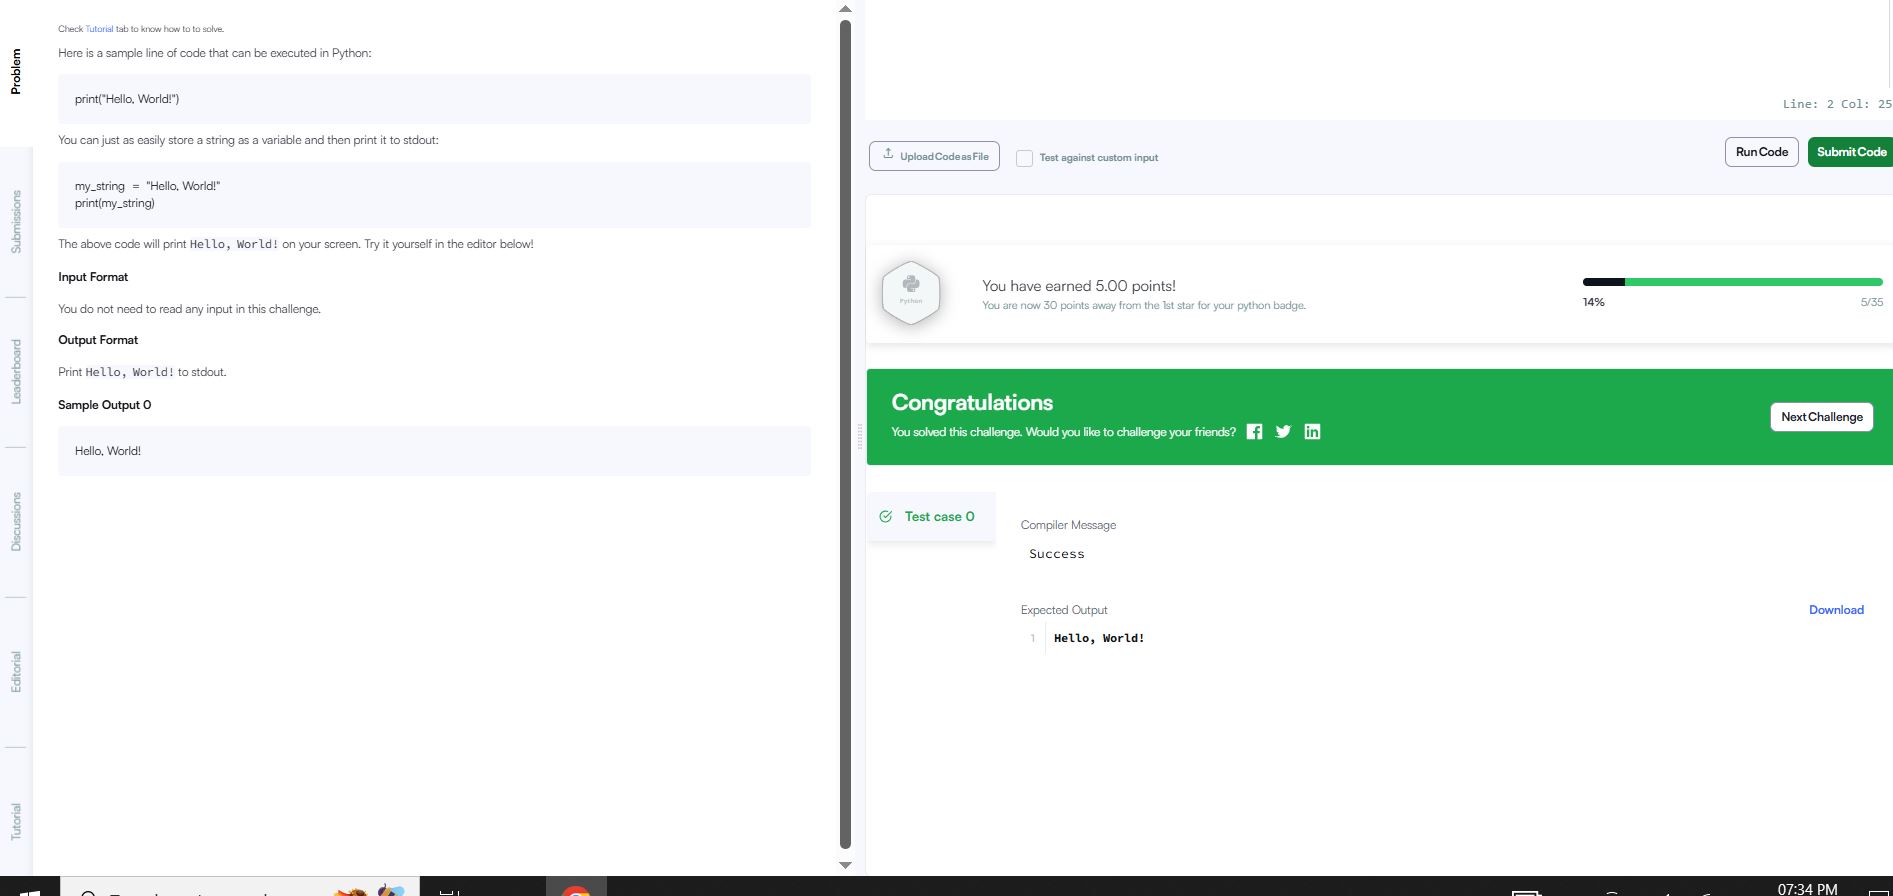 Problem
Submissions
Leaderboard
Discussions
Editorial
Tutorial
Check Tutorial tab to know how to to solve.
Here is a sample line of code that can be executed in Python:
print("Hello, World!")
You can just as easily store a string as a variable and then print it to stdout:
my_string = "Hello, World!"
print(my_string)
The above code will print Hello, World! on your screen. Try it yourself in the editor below!
Input Format
You do not need to read any input in this challenge.
Output Format
Print Hello, World! to stdout.
Sample Output 0
Hello, World!
Line: 2 Col: 25
Upload Code as File
Test against custom input
Run Code
Submit Code
Python
You have earned 5.00 points!
You are now 30 points away from the 1st star for your python badge.
14%
5/35
Congratulations
You solved this challenge. Would you like to challenge your friends?
Next Challenge
Test case 0
Compiler Message
Success
Expected Output
Download
1
Hello, World!
07:34 PM